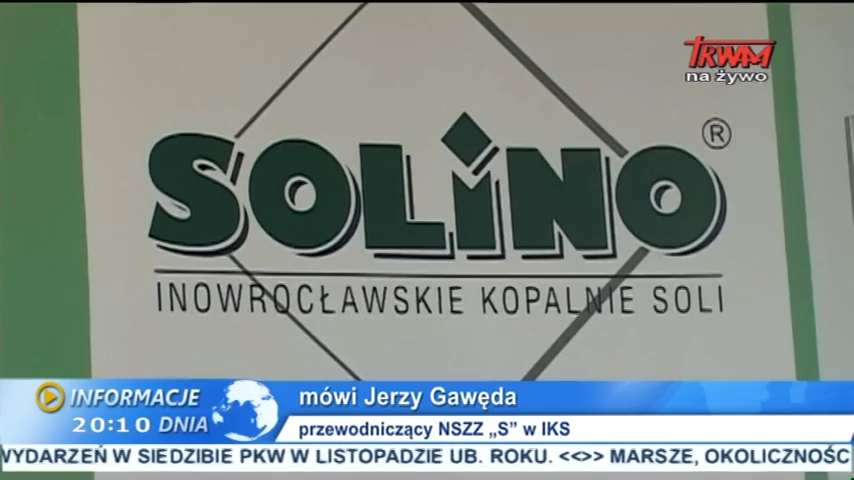 TRWAM
na żywo
SOLINO ®
INOWROCŁAWSKIE KOPALNIE SOLI
INFORMACJE
20:10 DNIA
mówi Jerzy Gawęda
przewodniczący NSZZ „S” w IKS
WYDARZEŃ W SIEDZIBIE PKW W LISTOPADZIE UB. ROKU. <<>> MARSZE, OKOLICZNOŚC